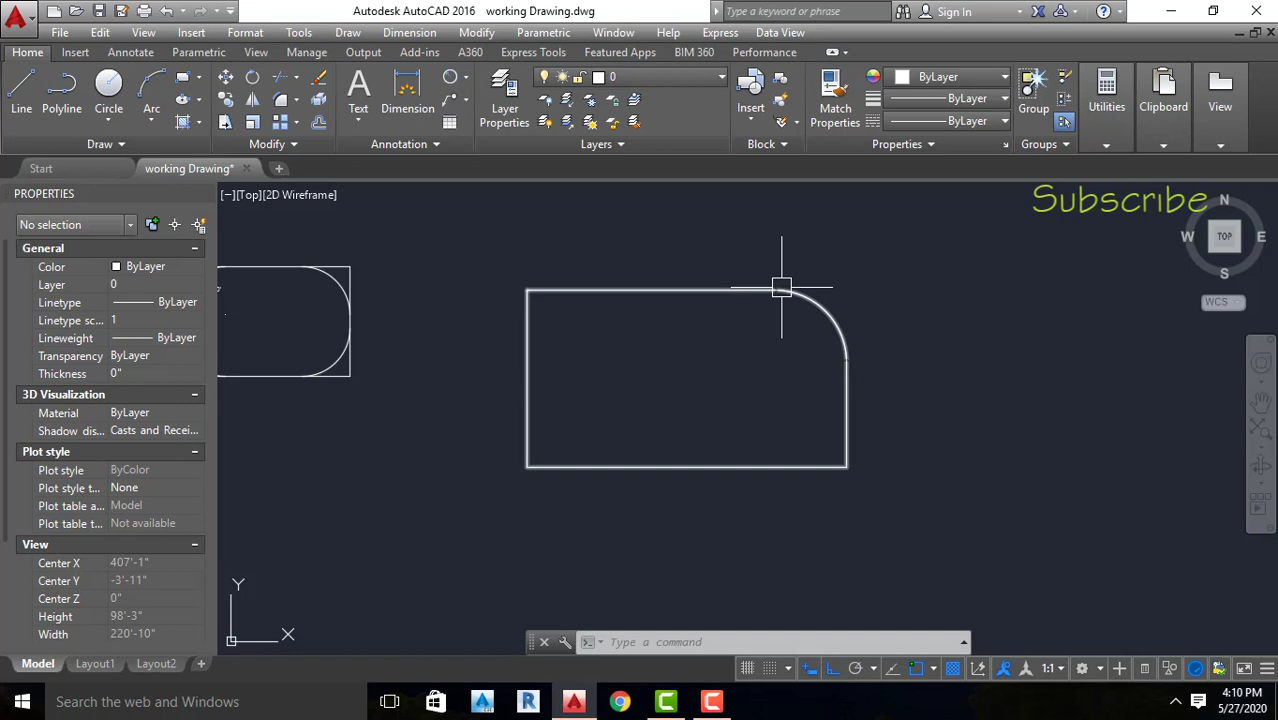 Autodesk AutoCAD 2016 working Drawing.dwg
Type a keyword or phrase
Sign In
File Edit View Insert Format Tools Draw Dimension Modify Parametric Window Help Express Data View
Home Insert Annotate Parametric View Manage Output Add-ins A360 Express Tools Featured Apps BIM 360 Performance
0
ByLayer
ByLayer
ByLayer
Line Polyline Circle Arc Text Dimension Layer Properties Insert Match Properties Group Utilities Clipboard View
Draw Modify Annotation Layers Block Properties Groups
Start working Drawing*
PROPERTIES
[−][Top][2D Wireframe]
Subscribe
No selection
General
Color ByLayer
Layer 0
Linetype ByLayer
Linetype sc... 1
Lineweight ByLayer
Transparency ByLayer
Thickness 0"
3D Visualization
Material ByLayer
Shadow dis... Casts and Recei...
Plot style
Plot style ByColor
Plot style t... None
Plot table a... Model
Plot table t... Not available
View
Center X 407'-1"
Center Y -3'-11"
Center Z 0"
Height 98'-3"
Width 220'-10"
N
W TOP E
S
WCS
Y
X
Type a command
Model Layout1 Layout2
1:1
Search the web and Windows
4:10 PM
5/27/2020